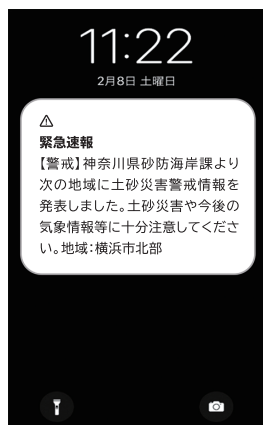 11:22
2月8日 土曜日
緊急速報
【警戒】神奈川県砂防海岸課より
次の地域に土砂災害警戒情報を
発表しました。土砂災害や今後の
気象情報等に十分注意してくださ
い。地域：横浜市北部